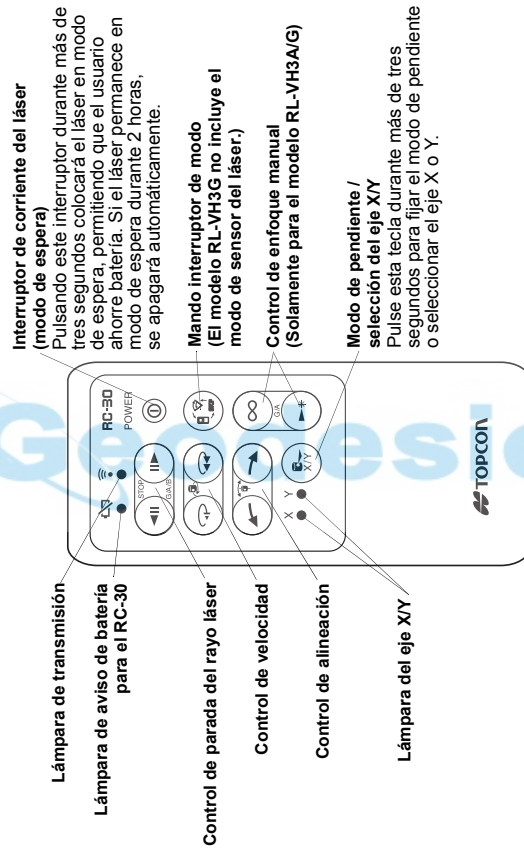 Lámpara de transmisión
Lámpara de aviso de batería
para el RC-30
Control de parada del rayo láser
Control de velocidad
Control de alineación
Lámpara del eje X/Y
RC-30
POWER
STOP
GA/B
G/A
X/Y
X Y
TOPCON
Interruptor de corriente del láser
(modo de espera)
Pulsando este interruptor durante más de
tres segundos colocará el láser en modo
de espera, permitiendo que el usuario
ahorre batería. Si el láser permanece en
modo de espera durante 2 horas,
se apagará automáticamente.
Mando interruptor de modo
(El modelo RL-VH3G no incluye el
modo de sensor del láser.)
Control de enfoque manual
(Solamente para el modelo RL-VH3A/G)
Modo de pendiente /
selección del eje X/Y
Pulse esta tecla durante más de tres
segundos para fijar el modo de pendiente
o seleccionar el eje X o Y.
Geodesi